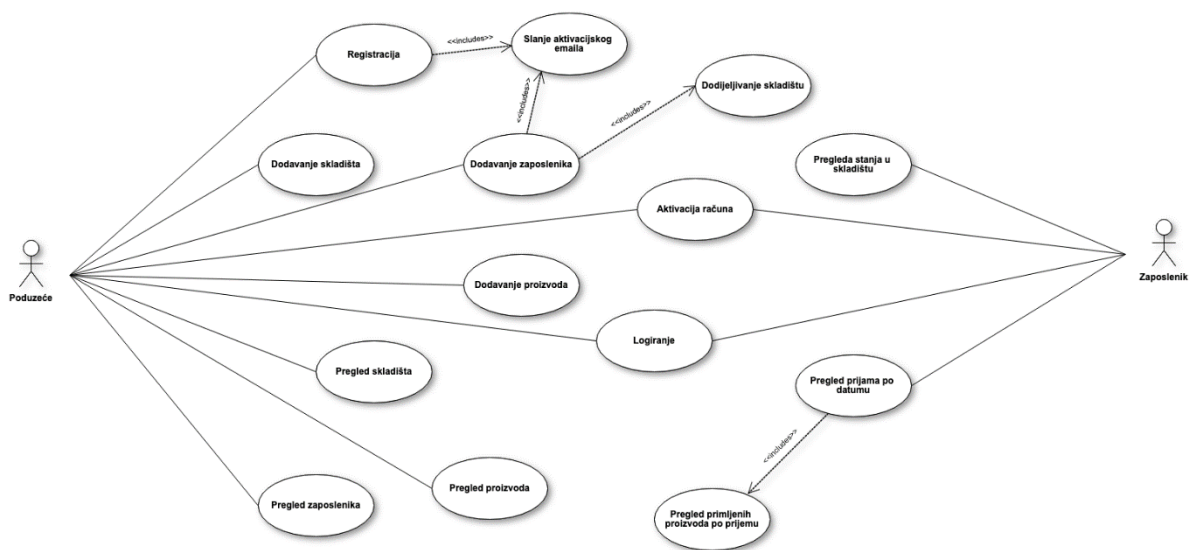 Registracija
<<includes>>
Slanje aktivacijskog
emaila
<<includes>>
<<includes>>
Dodijeljivanje skladištu
Dodavanje skladišta
Dodavanje zaposlenika
Pregleda stanja u
skladištu
Aktivacija računa
Poduzeće
Zaposlenik
Dodavanje proizvoda
Logiranje
Pregled skladišta
Pregled prijama po
datumu
<<includes>>
Pregled zaposlenika
Pregled proizvoda
Pregled primljenih
proizvoda po prijemu